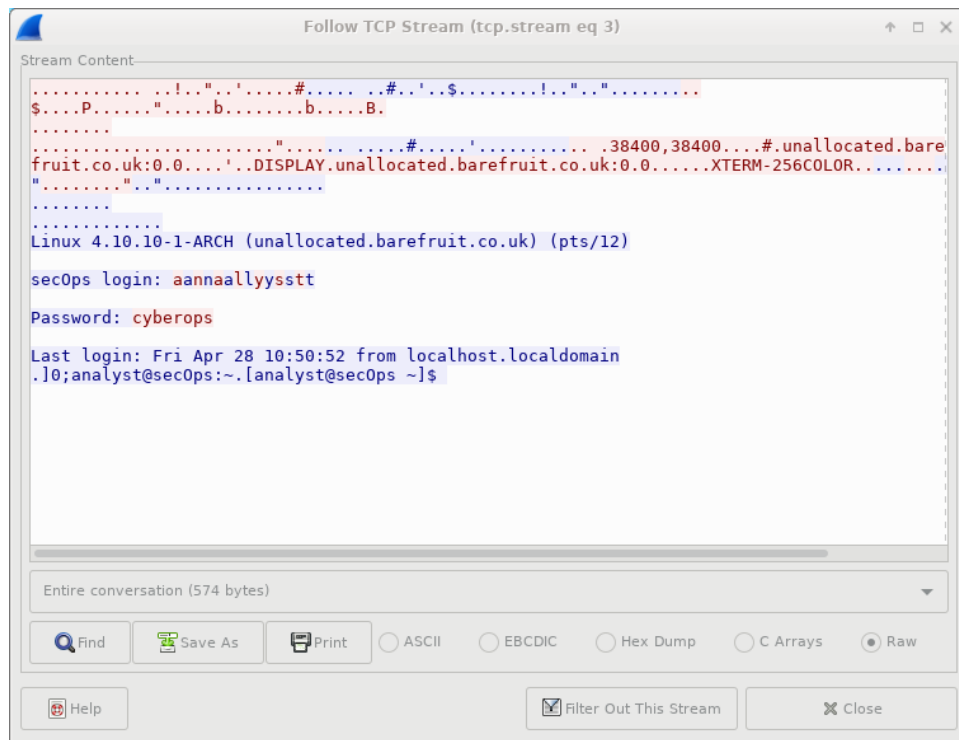 Follow TCP Stream (tcp.stream eq 3)
Stream Content
........... ..!.."..'.....#..... ..#..'..$........!.."..".........
$....P......".....b........b.....B.
........
........................."....... .....#.....'........... .38400,38400....#.unallocated.bare
fruit.co.uk:0.0....'..DISPLAY.unallocated.barefruit.co.uk:0.0......XTERM-256COLOR..........
"........".."................
........
.............
Linux 4.10.10-1-ARCH (unallocated.barefruit.co.uk) (pts/12)
secOps login: aannaallyysstt
Password: cyberops
Last login: Fri Apr 28 10:50:52 from localhost.localdomain
.]0;analyst@secOps:~.[analyst@secOps ~]$
Entire conversation (574 bytes)
Find Save As Print ASCII EBCDIC Hex Dump C Arrays Raw
Help Filter Out This Stream Close